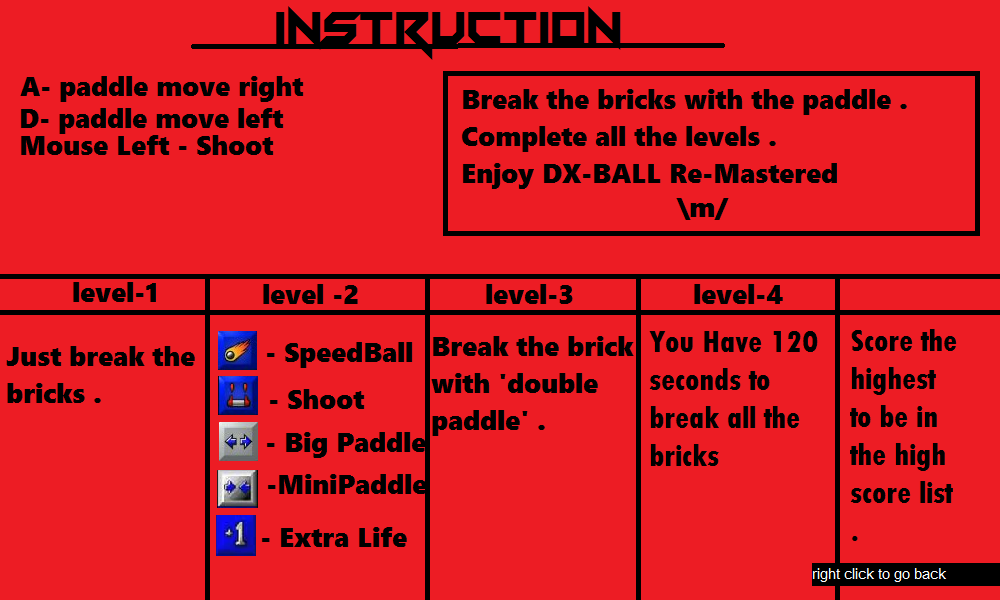 INSTRUCTION
A- paddle move right
D- paddle move left
Mouse Left - Shoot
Break the bricks with the paddle .
Complete all the levels .
Enjoy DX-BALL Re-Mastered
\m/
level-1
Just break the
bricks .
level -2
- SpeedBall
- Shoot
- Big Paddle
-MiniPaddle
+1 - Extra Life
level-3
Break the brick
with 'double
paddle' .
level-4
You Have 120
seconds to
break all the
bricks
Score the
highest
to be in
the high
score list
.
right click to go back